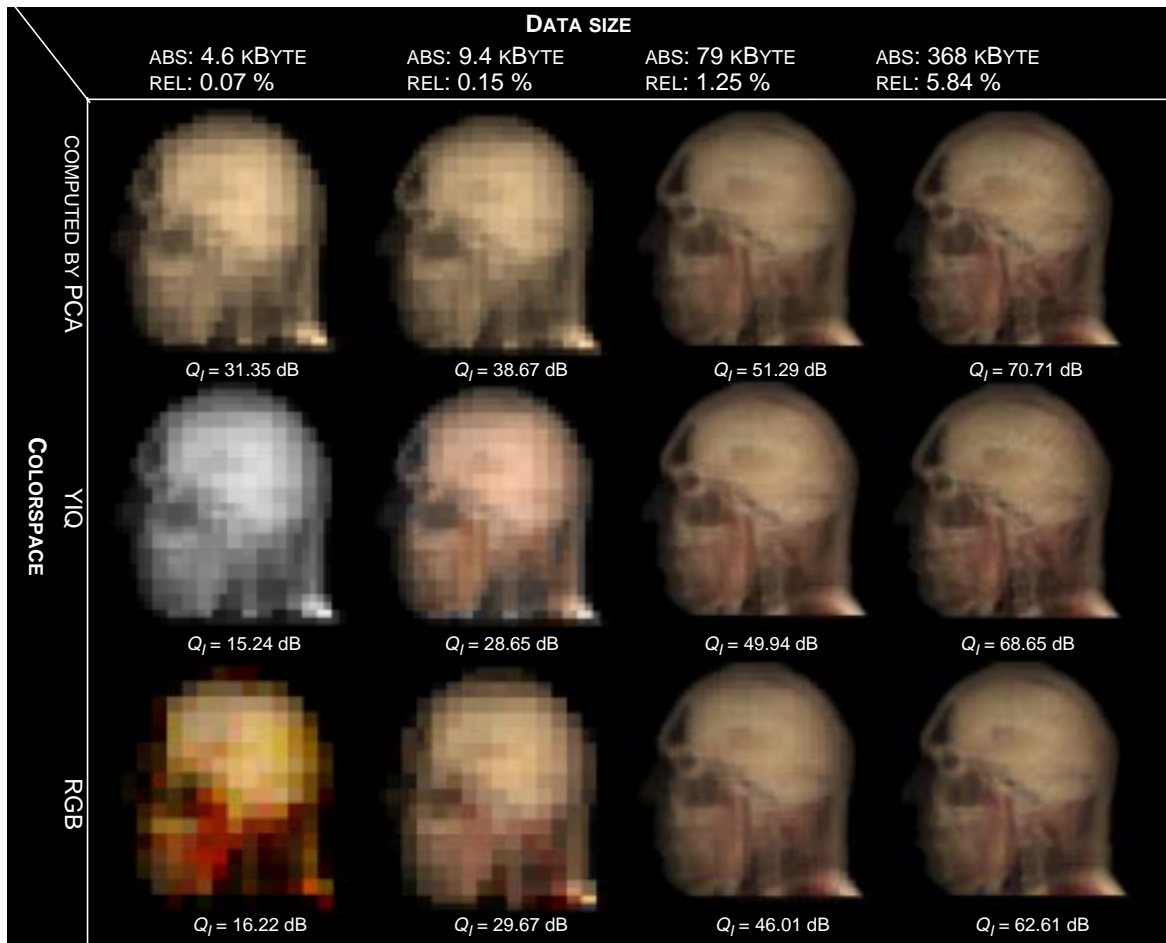 DATA SIZE
ABS: 4.6 KBYTE
REL: 0.07 %
ABS: 9.4 KBYTE
REL: 0.15 %
ABS: 79 KBYTE
REL: 1.25 %
ABS: 368 KBYTE
REL: 5.84 %
COLORSPACE
COMPUTED BY PCA
Q_I = 31.35 dB
Q_I = 38.67 dB
Q_I = 51.29 dB
Q_I = 70.71 dB
YIQ
Q_I = 15.24 dB
Q_I = 28.65 dB
Q_I = 49.94 dB
Q_I = 68.65 dB
RGB
Q_I = 16.22 dB
Q_I = 29.67 dB
Q_I = 46.01 dB
Q_I = 62.61 dB